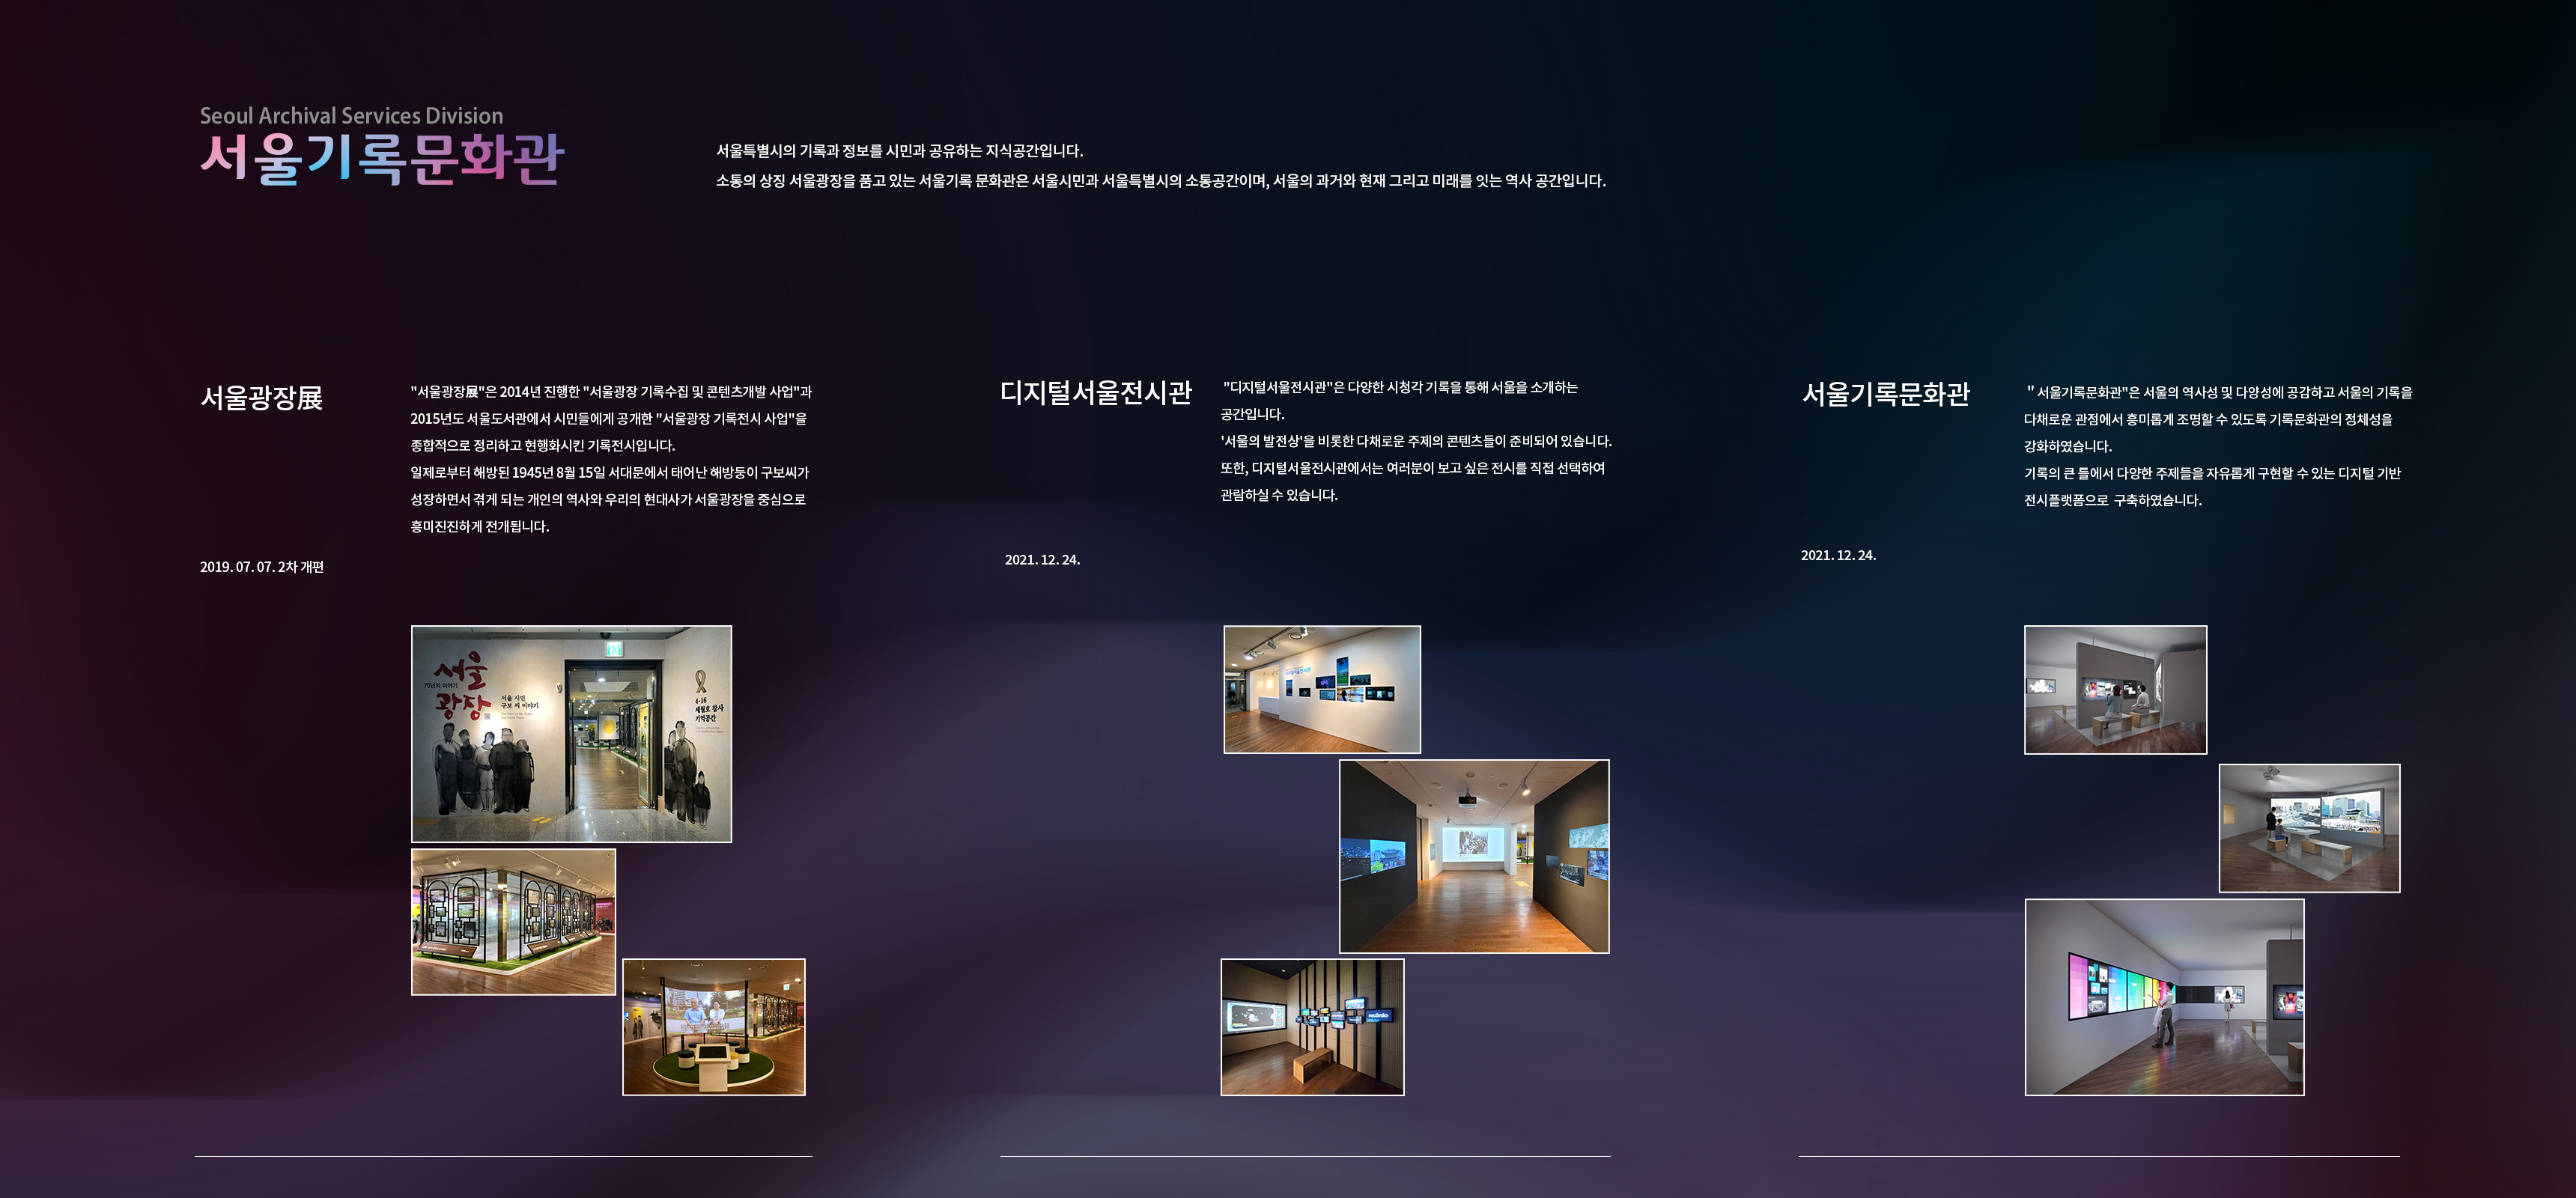 Seoul Archival Services Division
서울기록문화관
서울특별시의 기록과 정보를 시민과 공유하는 지식공간입니다.
소통의 상징 서울광장을 품고 있는 서울기록 문화관은 서울시민과 서울특별시의 소통공간이며, 서울의 과거와 현재 그리고 미래를 잇는 역사 공간입니다.
서울광장展
"서울광장展"은 2014년 진행한 "서울광장 기록수집 및 콘텐츠개발 사업"과
2015년도 서울도서관에서 시민들에게 공개한 "서울광장 기록전시 사업"을
종합적으로 정리하고 현행화시킨 기록전시입니다.
일제로부터 해방된 1945년 8월 15일 서대문에서 태어난 해방둥이 구보씨가
성장하면서 겪게 되는 개인의 역사와 우리의 현대사가 서울광장을 중심으로
흥미진진하게 전개됩니다.
2019. 07. 07. 2차 개편
서울
70년의 이야기
광장
展
서울 시민
구보 씨 이야기
4·16
세월호 참사
기억공간
디지털서울전시관
"디지털서울전시관"은 다양한 시청각 기록을 통해 서울을 소개하는
공간입니다.
'서울의 발전상'을 비롯한 다채로운 주제의 콘텐츠들이 준비되어 있습니다.
또한, 디지털서울전시관에서는 여러분이 보고 싶은 전시를 직접 선택하여
관람하실 수 있습니다.
2021. 12. 24.
디지털서울전시관
서울기록문화관
" 서울기록문화관"은 서울의 역사성 및 다양성에 공감하고 서울의 기록을
다채로운 관점에서 흥미롭게 조명할 수 있도록 기록문화관의 정체성을
강화하였습니다.
기록의 큰 틀에서 다양한 주제들을 자유롭게 구현할 수 있는 디지털 기반
전시플랫폼으로 구축하였습니다.
2021. 12. 24.